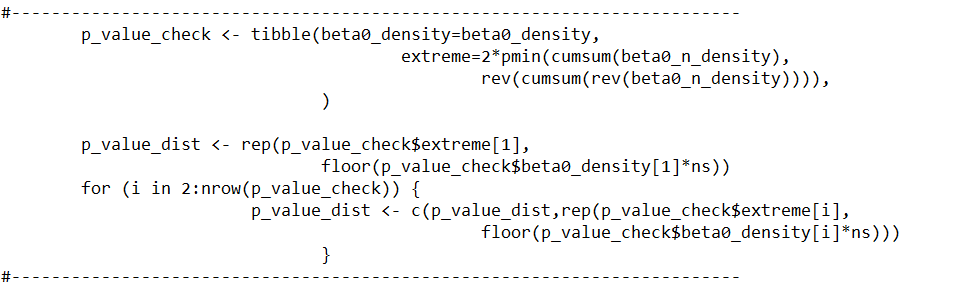 #-------------------------------------------------------------------------
p_value_check <- tibble(beta0_density=beta0_density,
extreme=2*pmin(cumsum(beta0_n_density),
rev(cumsum(rev(beta0_n_density)))),
)
p_value_dist <- rep(p_value_check$extreme[1],
floor(p_value_check$beta0_density[1]*ns))
for (i in 2:nrow(p_value_check)) {
p_value_dist <- c(p_value_dist,rep(p_value_check$extreme[i],
floor(p_value_check$beta0_density[i]*ns)))
}
#-------------------------------------------------------------------------